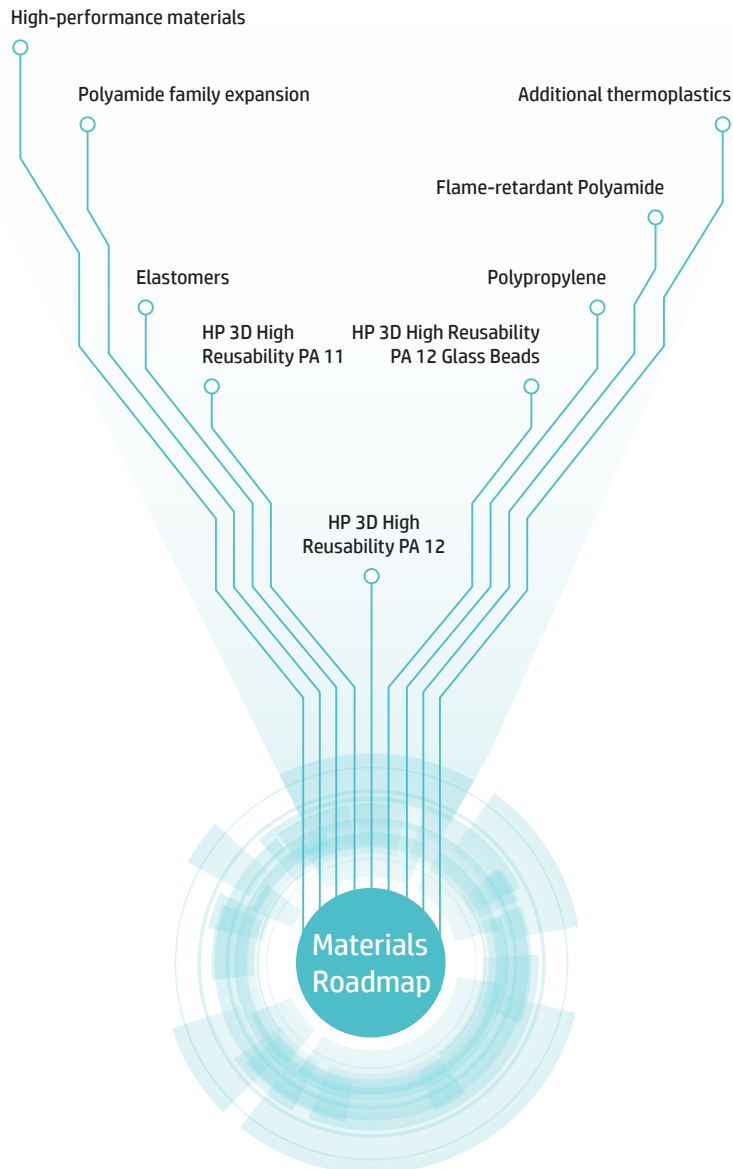 High-performance materials
Polyamide family expansion
Additional thermoplastics
Flame-retardant Polyamide
Elastomers
Polypropylene
HP 3D High
Reusability PA 11
HP 3D High Reusability
PA 12 Glass Beads
HP 3D High
Reusability PA 12
Materials
Roadmap